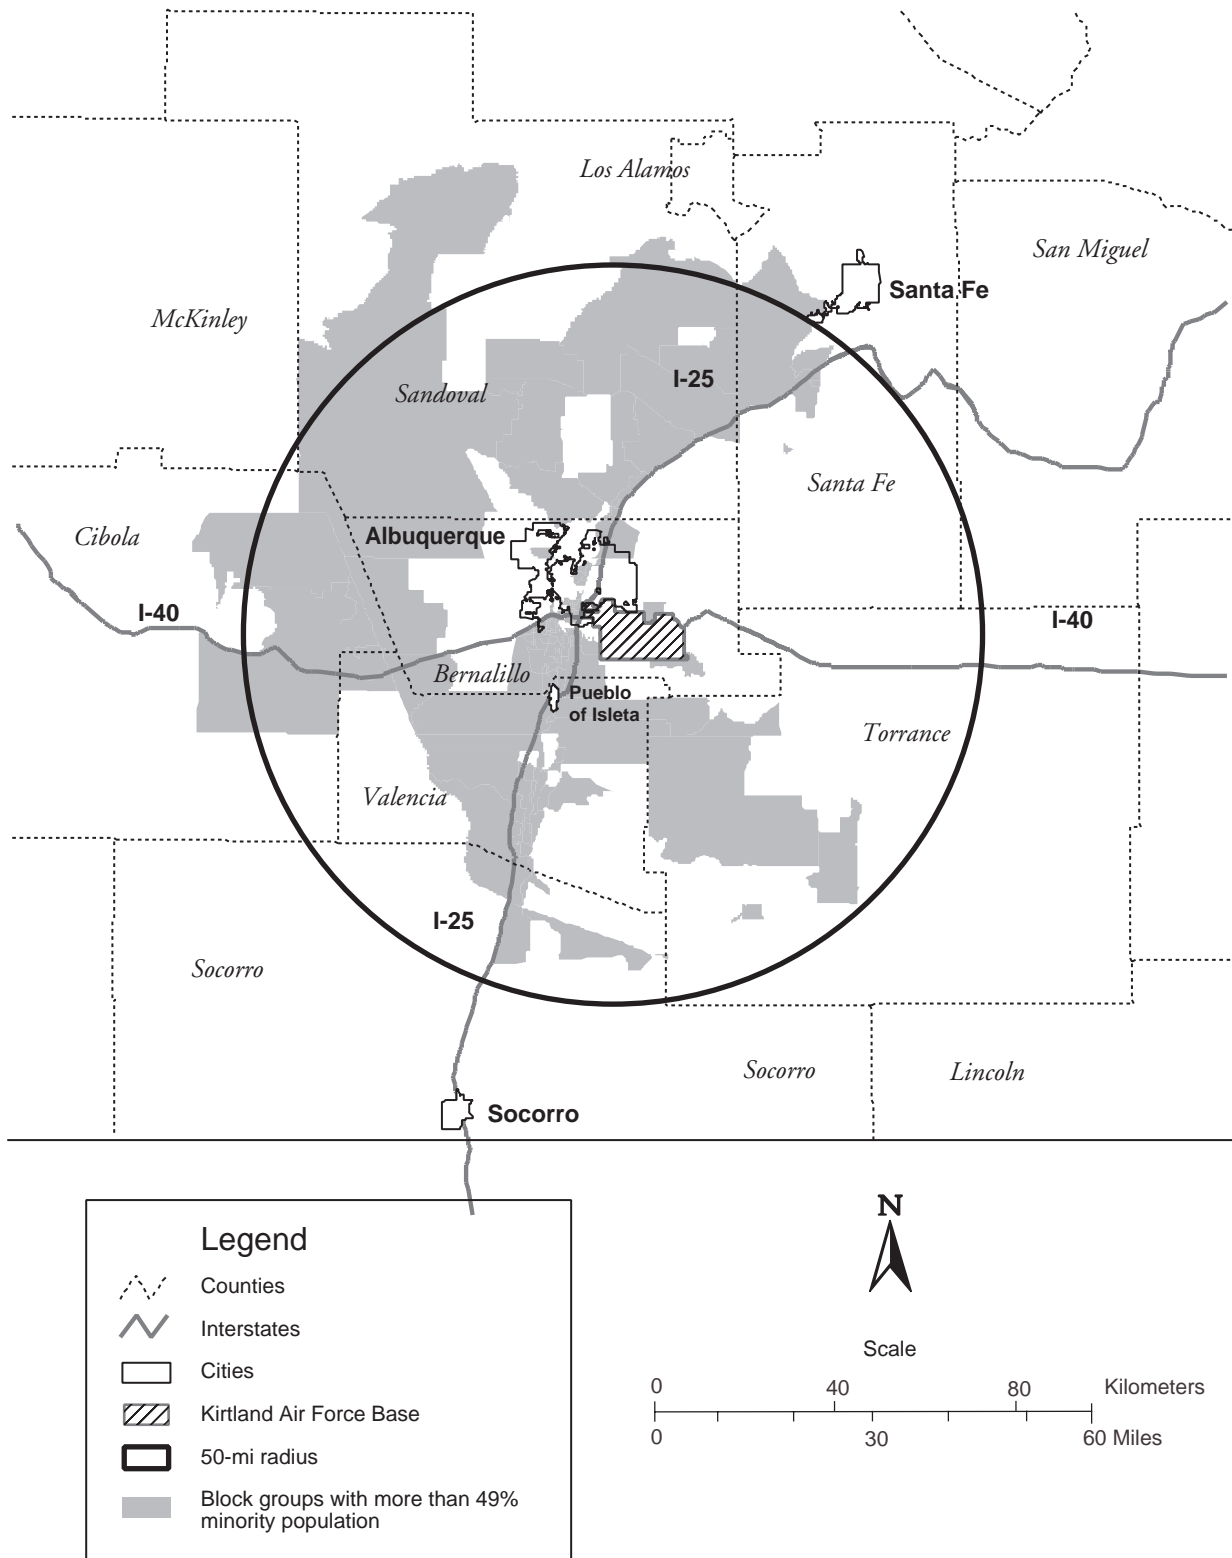 Los Alamos
San Miguel
Santa Fe
McKinley
I-25
Sandoval
Santa Fe
Cibola
Albuquerque
I-40
I-40
Bernalillo
Pueblo
of Isleta
Torrance
Valencia
I-25
Socorro
Socorro
Lincoln
Socorro
Legend
Counties
Interstates
Cities
Kirtland Air Force Base
50-mi radius
Block groups with more than 49%
minority population
N
Scale
0 40 80 Kilometers
0 30 60 Miles